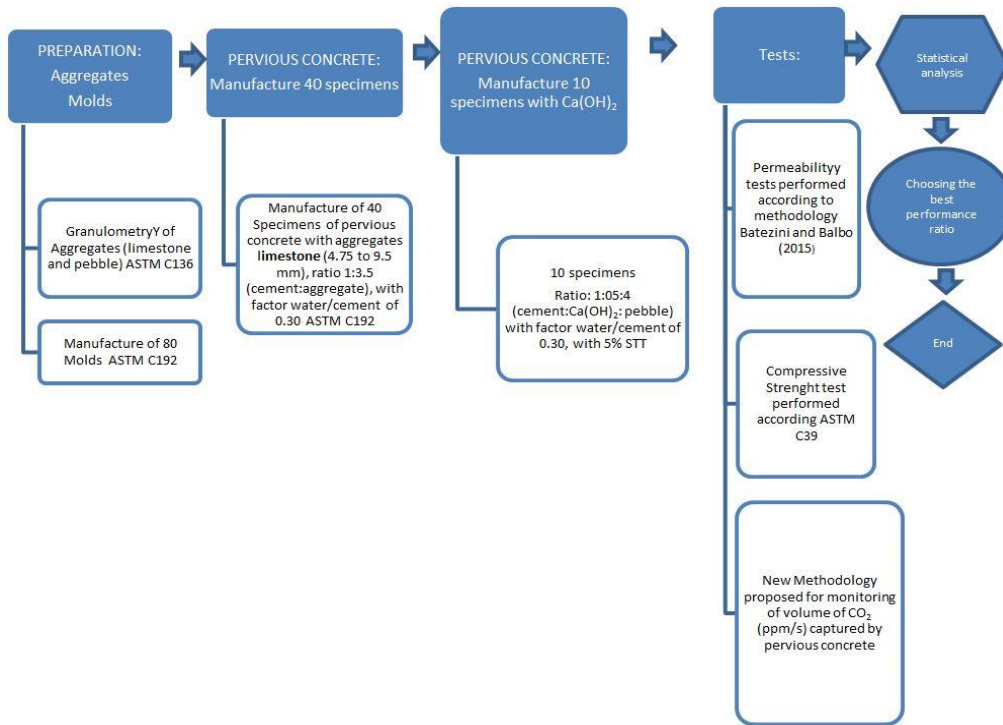 PREPARATION:
Aggregates
Molds
GranulometryY of
Aggregates (limestone
and pebble) ASTM C136
Manufacture of 80
Molds ASTM C192
PERVIOUS CONCRETE:
Manufacture 40 specimens
Manufacture of 40
Specimens of pervious
concrete with aggregates
limestone (4.75 to 9.5
mm), ratio 1:3.5
(cement:aggregate), with
factor water/cement of
0.30 ASTM C192
PERVIOUS CONCRETE:
Manufacture 10
specimens with Ca(OH)₂
10 specimens
Ratio: 1:05:4
(cement:Ca(OH)₂: pebble)
with factor water/cement of
0.30, with 5% STT
Tests:
Permeabilityy
tests performed
according to
methodology
Batezini and Balbo
(2015)
Compressive
Strenght test
performed
according ASTM
C39
New Methodology
proposed for monitoring
of volume of CO₂
(ppm/s) captured by
pervious concrete
Statistical
analysis
Choosing the
best
performance
ratio
End